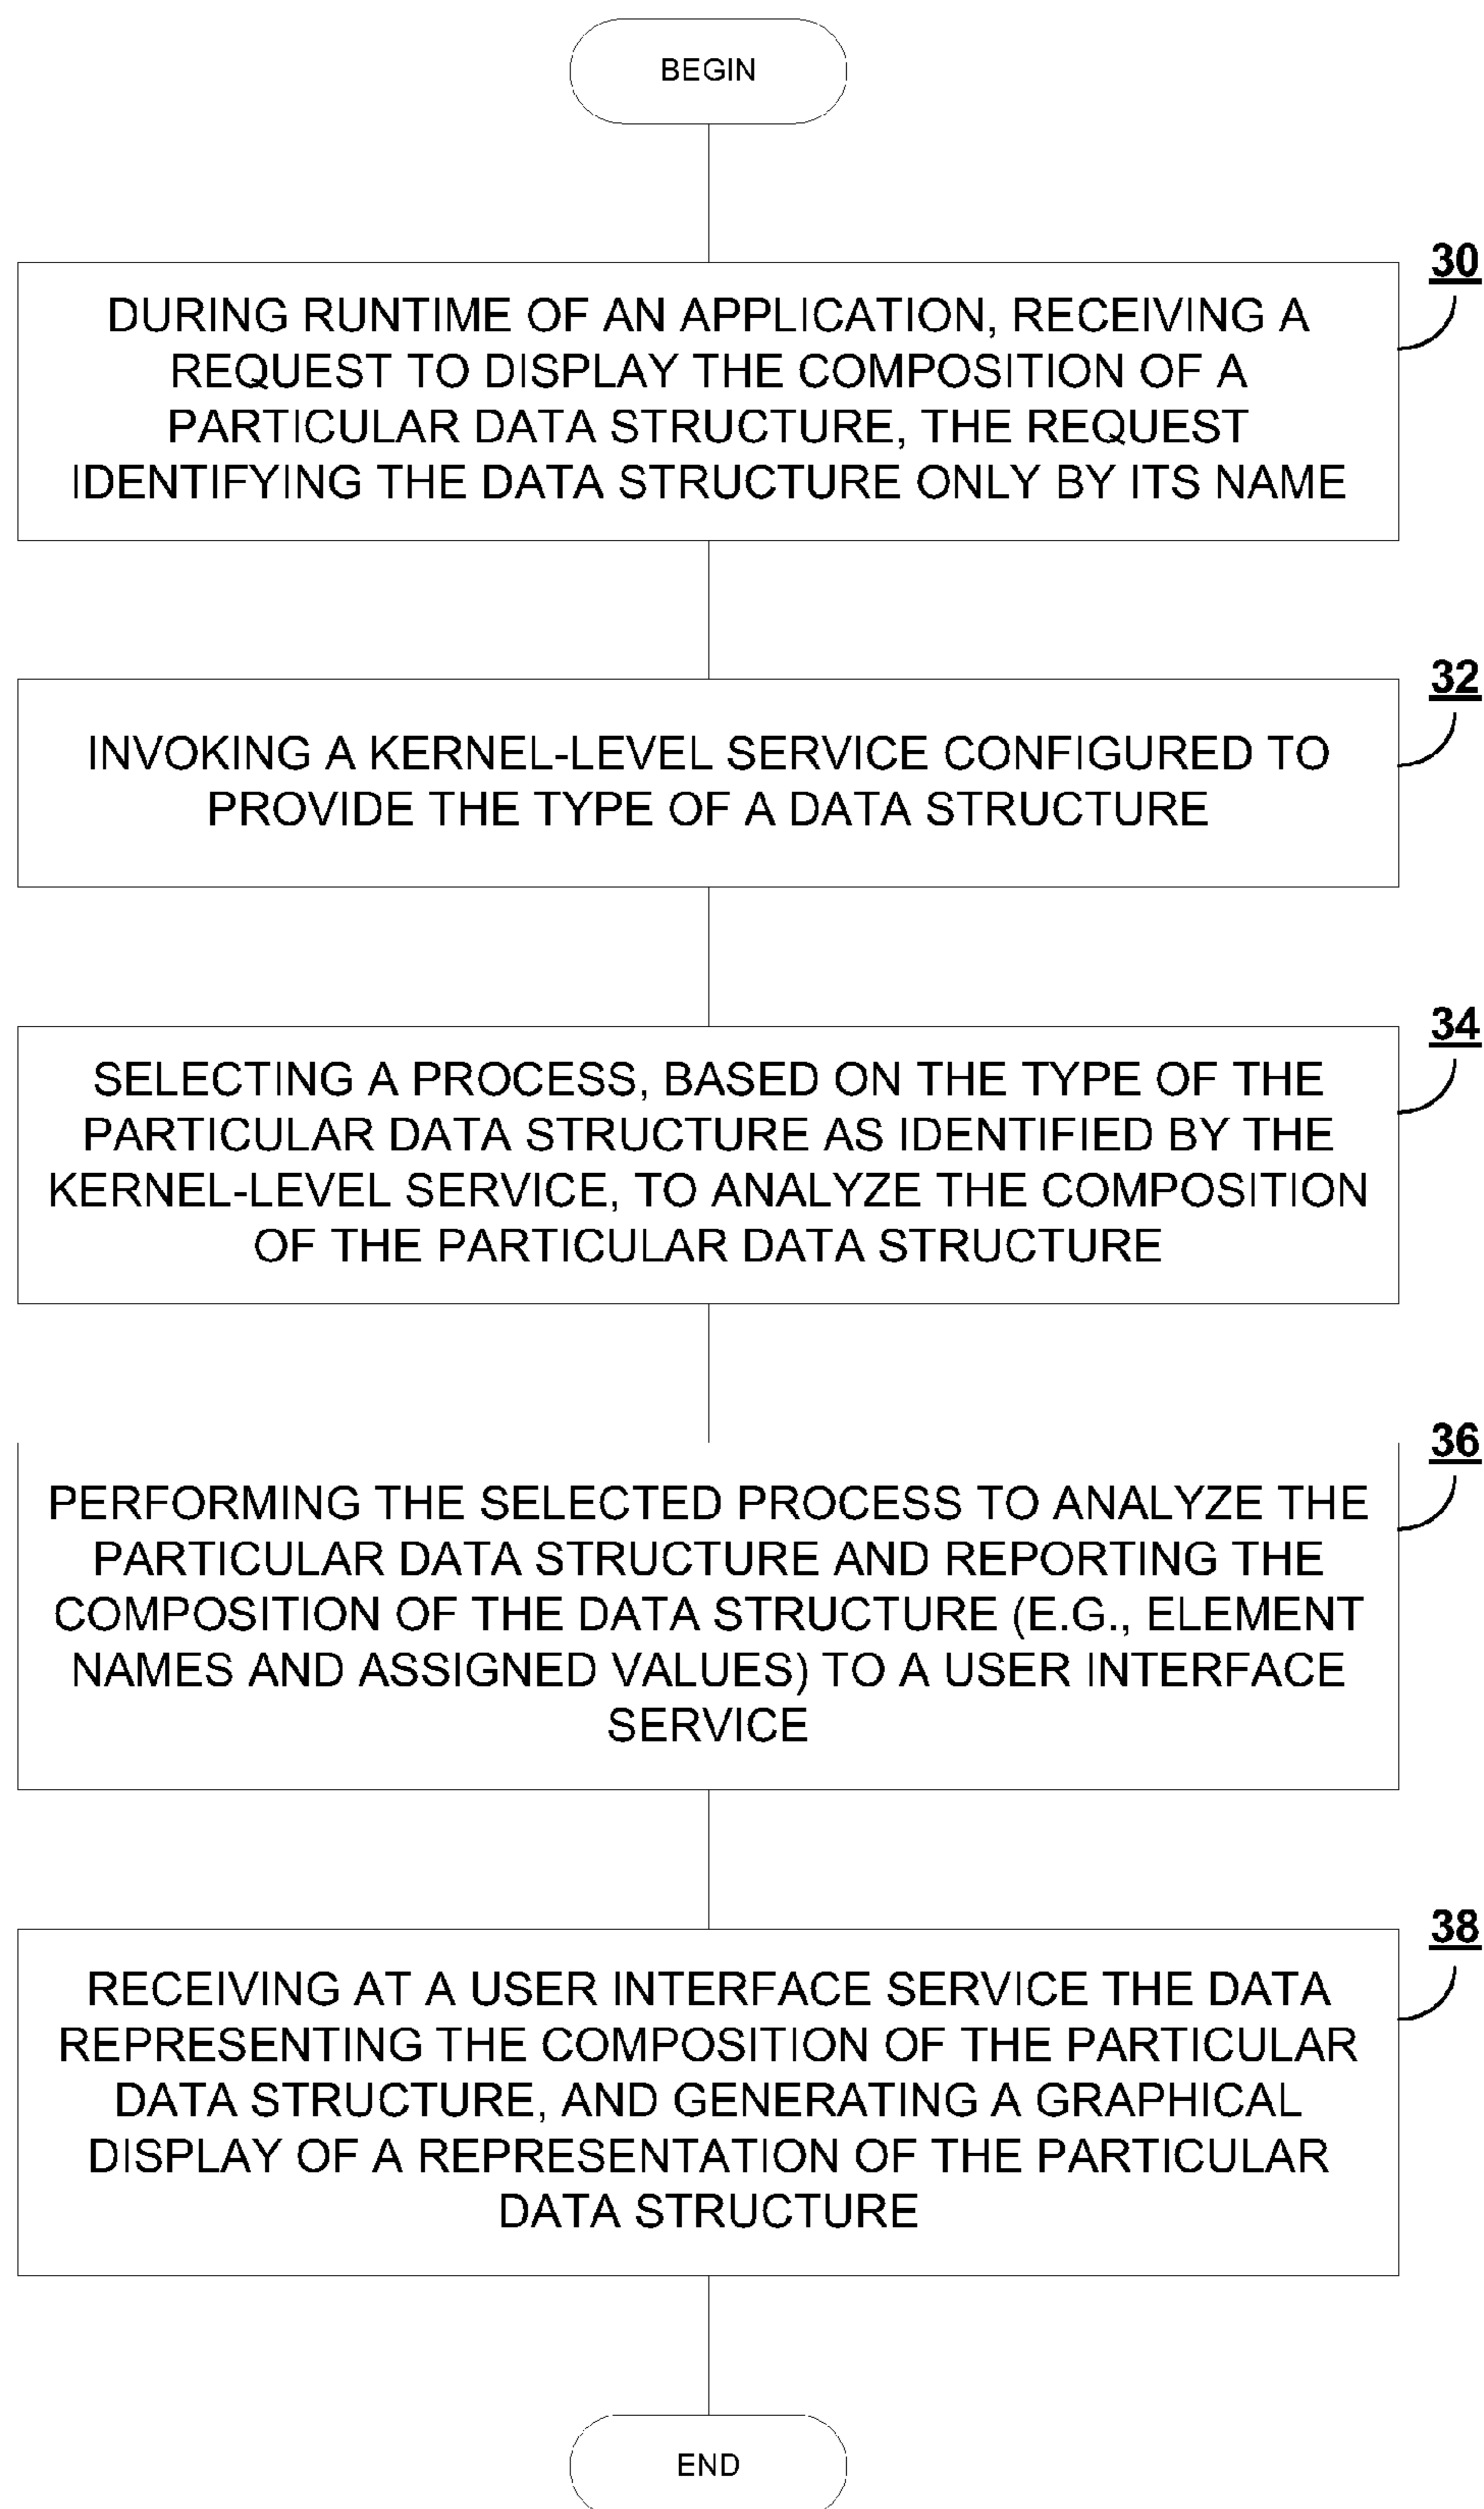 BEGIN
30
DURING RUNTIME OF AN APPLICATION, RECEIVING A
REQUEST TO DISPLAY THE COMPOSITION OF A
PARTICULAR DATA STRUCTURE, THE REQUEST
IDENTIFYING THE DATA STRUCTURE ONLY BY ITS NAME
32
INVOKING A KERNEL-LEVEL SERVICE CONFIGURED TO
PROVIDE THE TYPE OF A DATA STRUCTURE
34
SELECTING A PROCESS, BASED ON THE TYPE OF THE
PARTICULAR DATA STRUCTURE AS IDENTIFIED BY THE
KERNEL-LEVEL SERVICE, TO ANALYZE THE COMPOSITION
OF THE PARTICULAR DATA STRUCTURE
36
PERFORMING THE SELECTED PROCESS TO ANALYZE THE
PARTICULAR DATA STRUCTURE AND REPORTING THE
COMPOSITION OF THE DATA STRUCTURE (E.G., ELEMENT
NAMES AND ASSIGNED VALUES) TO A USER INTERFACE
SERVICE
38
RECEIVING AT A USER INTERFACE SERVICE THE DATA
REPRESENTING THE COMPOSITION OF THE PARTICULAR
DATA STRUCTURE, AND GENERATING A GRAPHICAL
DISPLAY OF A REPRESENTATION OF THE PARTICULAR
DATA STRUCTURE
END